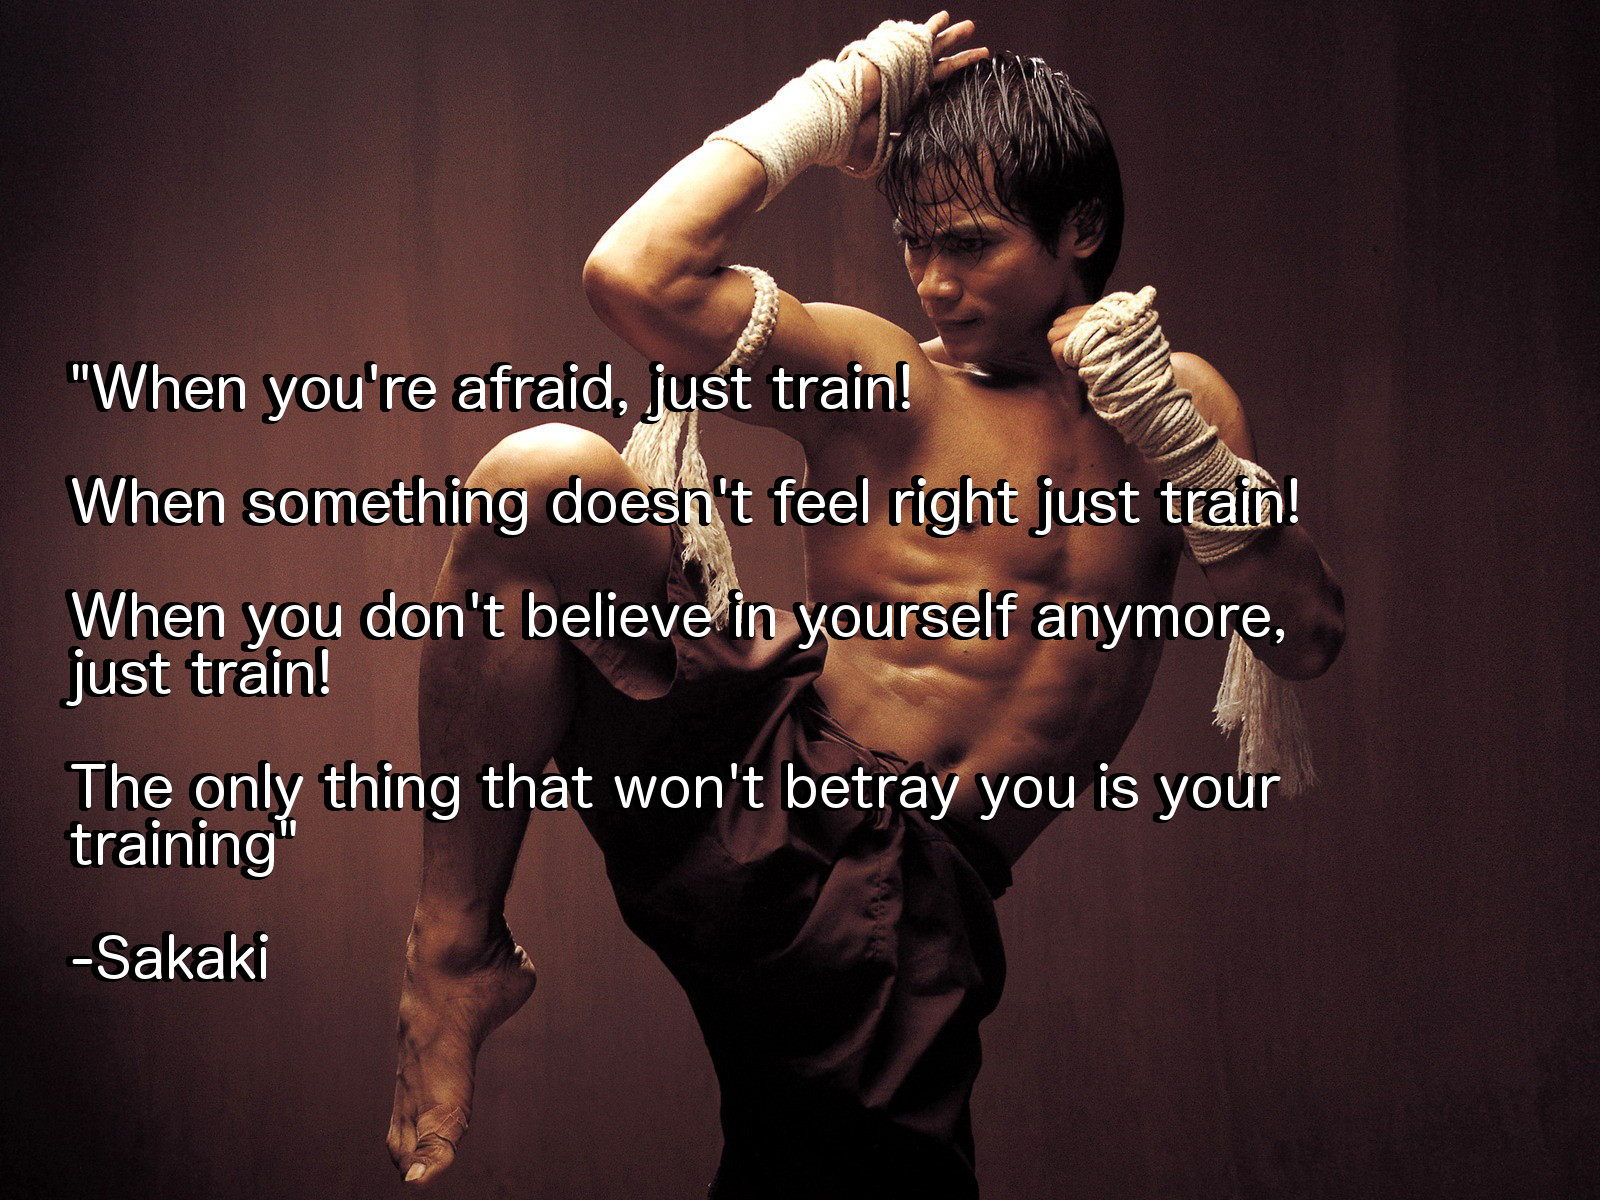 "When you're afraid, just train!
When something doesn't feel right just train!
When you don't believe in yourself anymore,
just train!
The only thing that won't betray you is your
training"
-Sakaki